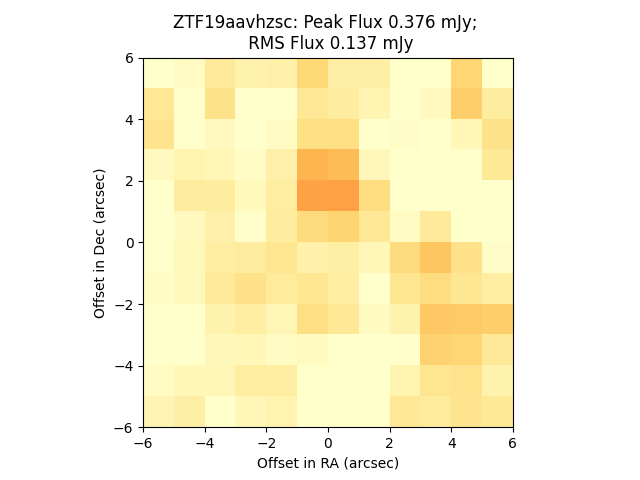 ZTF19aavhzsc: Peak Flux 0.376 mJy;
RMS Flux 0.137 mJy
6
4
2
0
−2
−4
−6
Offset in Dec (arcsec)
−6 −4 −2 0 2 4 6
Offset in RA (arcsec)